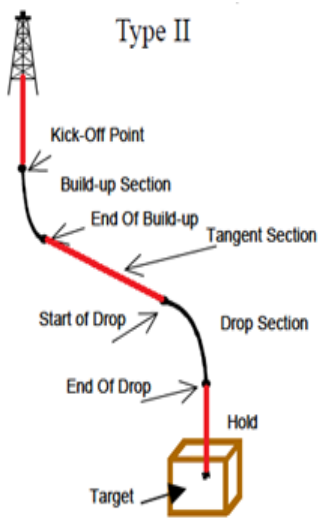 Type II
Kick-Off Point
Build-up Section
End Of Build-up
Tangent Section
Start of Drop
Drop Section
End Of Drop
Hold
Target